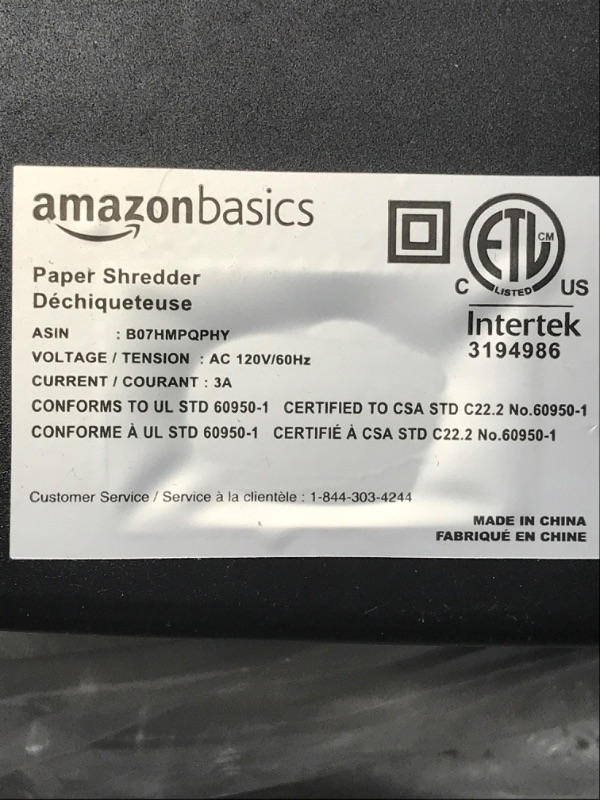 amazonbasics
Paper Shredder
Déchiqueteuse
ASIN : B07HMPQPHY
VOLTAGE / TENSION : AC 120V/60Hz
CURRENT / COURANT : 3A
CONFORMS TO UL STD 60950-1 CERTIFIED TO CSA STD C22.2 No.60950-1
CONFORME À UL STD 60950-1 CERTIFIÉ À CSA STD C22.2 No.60950-1
Customer Service / Service à la clientèle : 1-844-303-4244
ETL CM
C LISTED US
Intertek
3194986
MADE IN CHINA
FABRIQUÉ EN CHINE